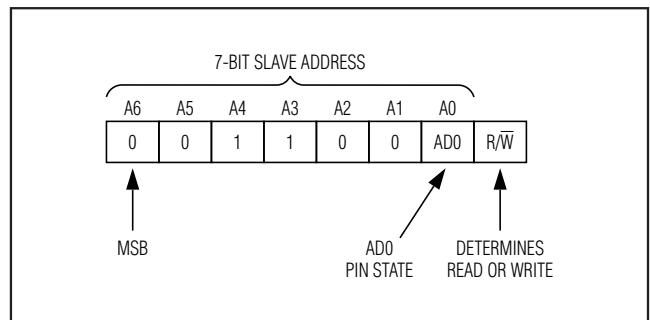 7-BIT SLAVE ADDRESS
A6 A5 A4 A3 A2 A1 A0
0 0 1 1 0 0 AD0 R/W̅
MSB
AD0
PIN STATE
DETERMINES
READ OR WRITE